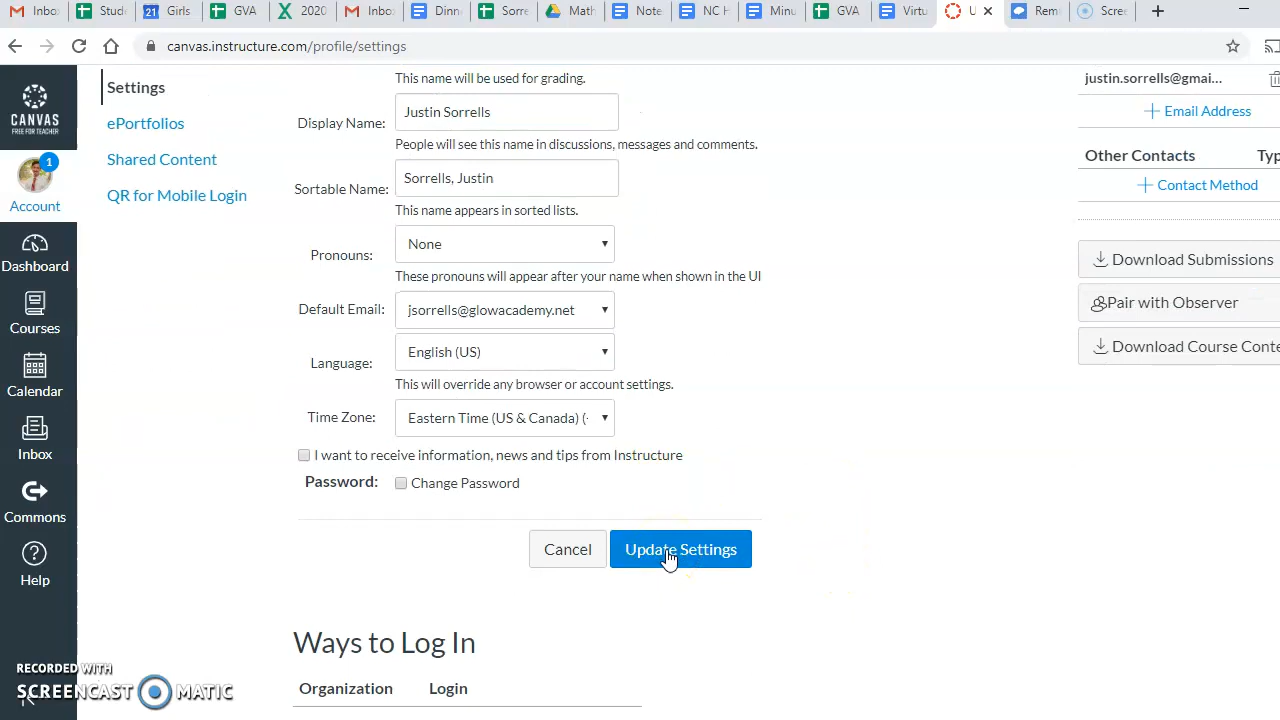 Inbo
Stude
21 Girls
GVA
2020
Inbo
Dinn
Sorre
Math
Note
NC H
Minu
GVA
Virtu
U
Rem
Scre
canvas.instructure.com/profile/settings
CANVAS
FREE FOR TEACHER
1
Account
Dashboard
Courses
Calendar
Inbox
Commons
Help
Settings
ePortfolios
Shared Content
QR for Mobile Login
This name will be used for grading.
Display Name: Justin Sorrells
People will see this name in discussions, messages and comments.
Sortable Name: Sorrells, Justin
This name appears in sorted lists.
Pronouns: None
These pronouns will appear after your name when shown in the UI
Default Email: jsorrells@glowacademy.net
Language: English (US)
This will override any browser or account settings.
Time Zone: Eastern Time (US & Canada) (-
I want to receive information, news and tips from Instructure
Password: Change Password
Cancel Update Settings
Ways to Log In
Organization Login
justin.sorrells@gmai...
Email Address
Other Contacts Typ
Contact Method
Download Submissions
Pair with Observer
Download Course Conte
RECORDED WITH
SCREENCAST MATIC